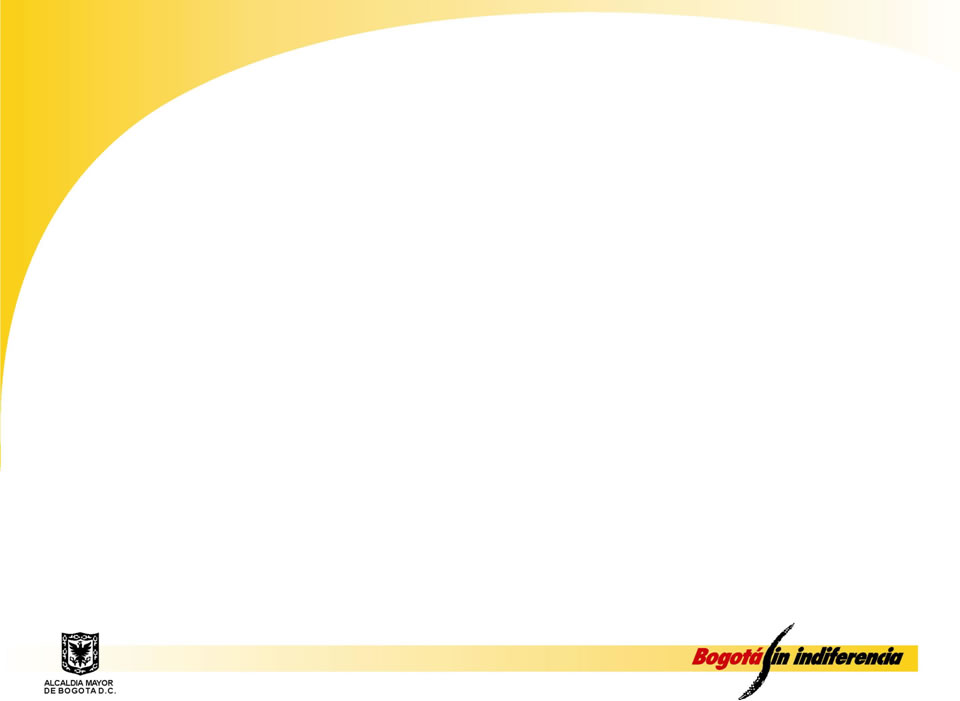 ALCALDIA MAYOR
DE BOGOTA D.C.
Bogotá Sin indiferencia